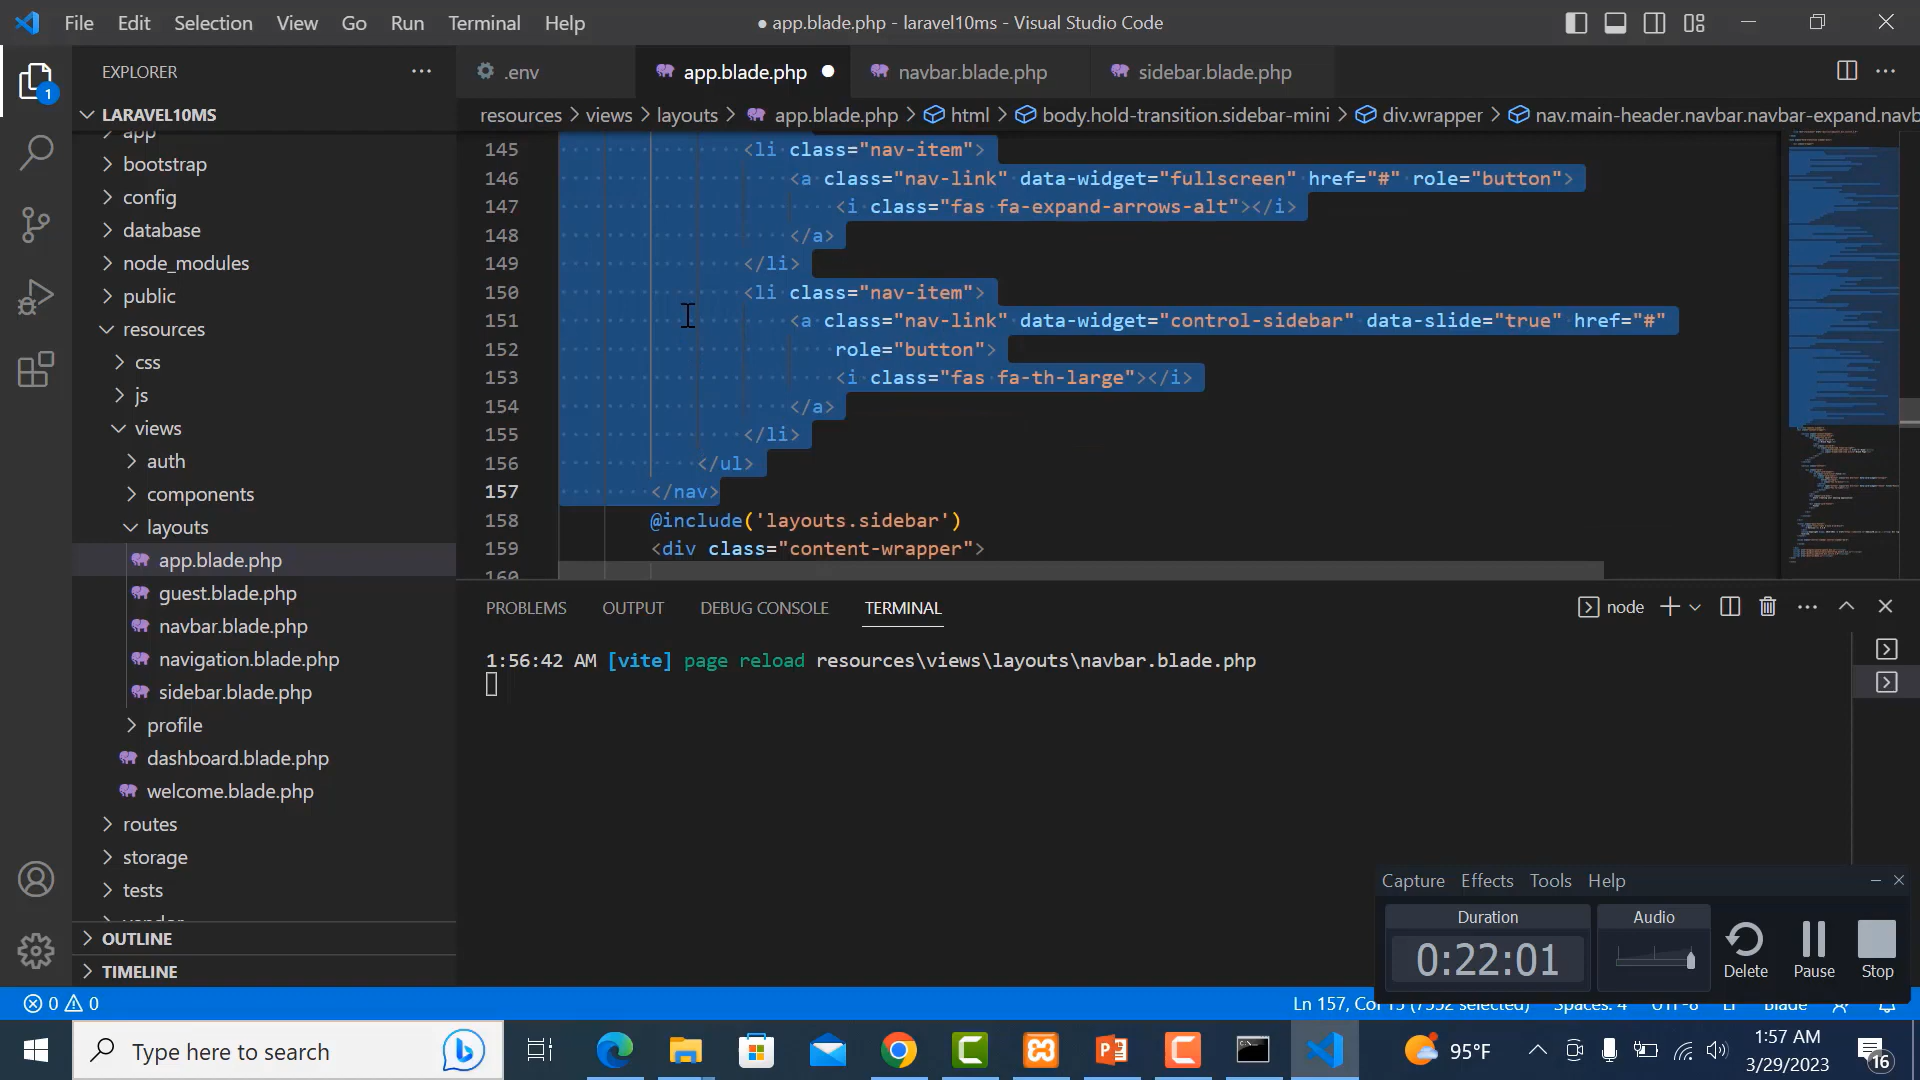 File Edit Selection View Go Run Terminal Help
● app.blade.php - laravel10ms - Visual Studio Code
EXPLORER
.env
app.blade.php
navbar.blade.php
sidebar.blade.php
1
LARAVEL10MS
resources > views > layouts > app.blade.php > html > body.hold-transition.sidebar-mini > div.wrapper > nav.main-header.navbar.navbar-expand.navb
app
bootstrap
config
database
node_modules
public
resources
css
js
views
auth
components
layouts
app.blade.php
guest.blade.php
navbar.blade.php
navigation.blade.php
sidebar.blade.php
profile
dashboard.blade.php
welcome.blade.php
routes
storage
tests
vendor
OUTLINE
TIMELINE
145 <li class="nav-item">
146 <a class="nav-link" data-widget="fullscreen" href="#" role="button">
147 <i class="fas fa-expand-arrows-alt"></i>
148 </a>
149 </li>
150 <li class="nav-item">
151 <a class="nav-link" data-widget="control-sidebar" data-slide="true" href="#"
152 role="button">
153 <i class="fas fa-th-large"></i>
154 </a>
155 </li>
156 </ul>
157 </nav>
158 @include('layouts.sidebar')
159 <div class="content-wrapper">
160
PROBLEMS OUTPUT DEBUG CONSOLE TERMINAL
node
1:56:42 AM [vite] page reload resources\views\layouts\navbar.blade.php
Capture Effects Tools Help
Duration
Audio
0:22:01
Delete Pause Stop
0 0
Type here to search
95°F
1:57 AM
3/29/2023
16